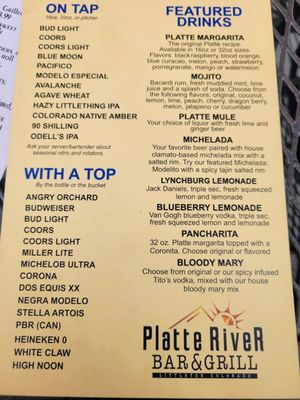 ON TAP
16oz, 32oz, or pitcher
BUD LIGHT
COORS
COORS LIGHT
BLUE MOON
PACIFICO
MODELO ESPECIAL
AVALANCHE
AGAVE WHEAT
HAZY LITTLETHING IPA
COLORADO NATIVE AMBER
90 SHILLING
ODELL'S IPA
Ask your server/bartender about
seasonal nitro and rotators.
WITH A TOP
By the bottle or the bucket
ANGRY ORCHARD
BUDWEISER
BUD LIGHT
COORS
COORS LIGHT
MILLER LITE
MICHELOB ULTRA
CORONA
DOS EQUIS XX
NEGRA MODELO
STELLA ARTOIS
PBR (CAN)
HEINEKEN 0
WHITE CLAW
HIGH NOON
FEATURED
DRINKS
PLATTE MARGARITA
The original Platte recipe.
Available in 16oz or 32oz sizes.
Flavors: black raspberry, blood orange,
blue curacao, melon, peach, strawberry,
pomegranate, mango or watermelon
MOJITO
Bacardi rum, fresh muddled mint, lime
juice and a splash of soda. Choose from
the following flavors: original, coconut,
lemon, lime, peach, cherry, dragon berry,
melon, jalapeno or cucumber
PLATTE MULE
Your choice of liquor with fresh lime and
ginger beer
MICHELADA
Your favorite beer paired with house
clamato-based michelada mix with a
salted rim. Try our featured Michelada:
Modelito with a spicy tajin salted rim
LYNCHBURG LEMONADE
Jack Daniels, triple sec, fresh squeezed
lemon and lemonade
BLUEBERRY LEMONADE
Van Gogh blueberry vodka, triple sec,
fresh squeezed lemon and lemonade
PANCHARITA
32 oz. Platte margarita topped with a
Coronita. Choose original or flavored
BLOODY MARY
Choose from original or our spicy infused
Tito's vodka, mixed with our house
bloody mary mix
Platte RiveR
BAR & GRILL
LITTLETON COLORADO